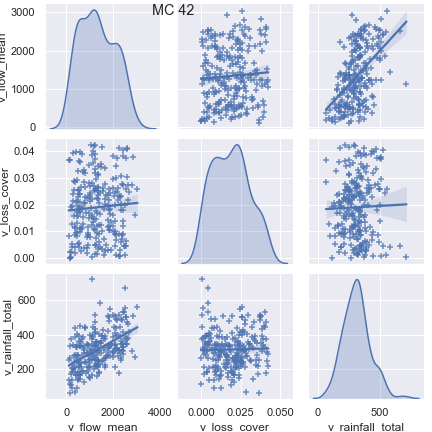 MC 42
3000
2000
1000
0
v_flow_mean
0.04
0.03
0.02
0.01
0.00
v_loss_cover
600
400
200
v_rainfall_total
0 2000 4000
0.000 0.025 0.050
0 500
v_flow_mean v_loss_cover v_rainfall_total